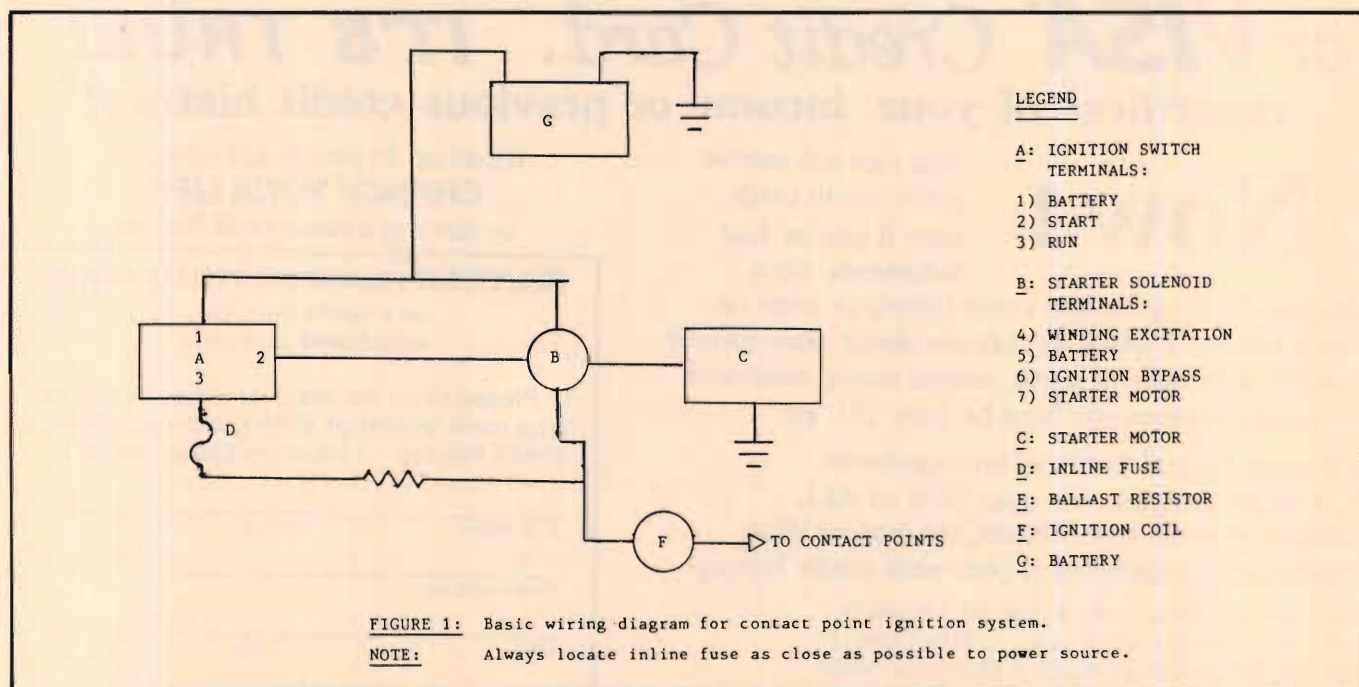 G
1
A 2
3
B
C
D
F
TO CONTACT POINTS
LEGEND
A: IGNITION SWITCH
TERMINALS:
1) BATTERY
2) START
3) RUN
B: STARTER SOLENOID
TERMINALS:
4) WINDING EXCITATION
5) BATTERY
6) IGNITION BYPASS
7) STARTER MOTOR
C: STARTER MOTOR
D: INLINE FUSE
E: BALLAST RESISTOR
F: IGNITION COIL
G: BATTERY
FIGURE 1: Basic wiring diagram for contact point ignition system.
NOTE: Always locate inline fuse as close as possible to power source.